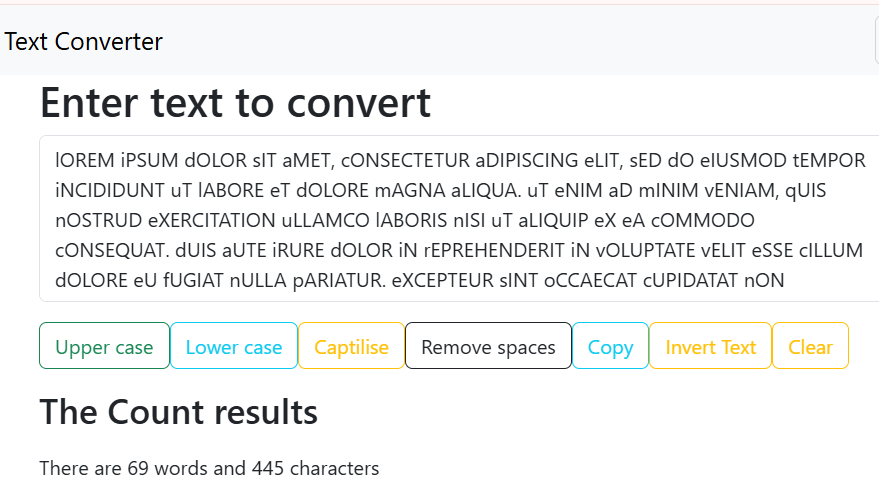 Text Converter
Enter text to convert
lOREM iPSUM dOLOR sIT aMET, cONSECTETUR aDIPISCING eLIT, sED dO eIUSMOD tEMPOR
iNCIDIDUNT uT lABORE eT dOLORE mAGNA aLIQUA. uT eNIM aD mINIM vENIAM, qUIS
nOSTRUD eXERCITATION uLLAMCO lABORIS nISI uT aLIQUIP eX eA cOMMODO
cONSEQUAT. dUIS aUTE iRURE dOLOR iN rEPREHENDERIT iN vOLUPTATE vELIT eSSE cILLUM
dOLORE eU fUGIAT nULLA pARIATUR. eXCEPTEUR sINT oCCAECAT cUPIDATAT nON
Upper case Lower case Captilise Remove spaces Copy Invert Text Clear
The Count results
There are 69 words and 445 characters